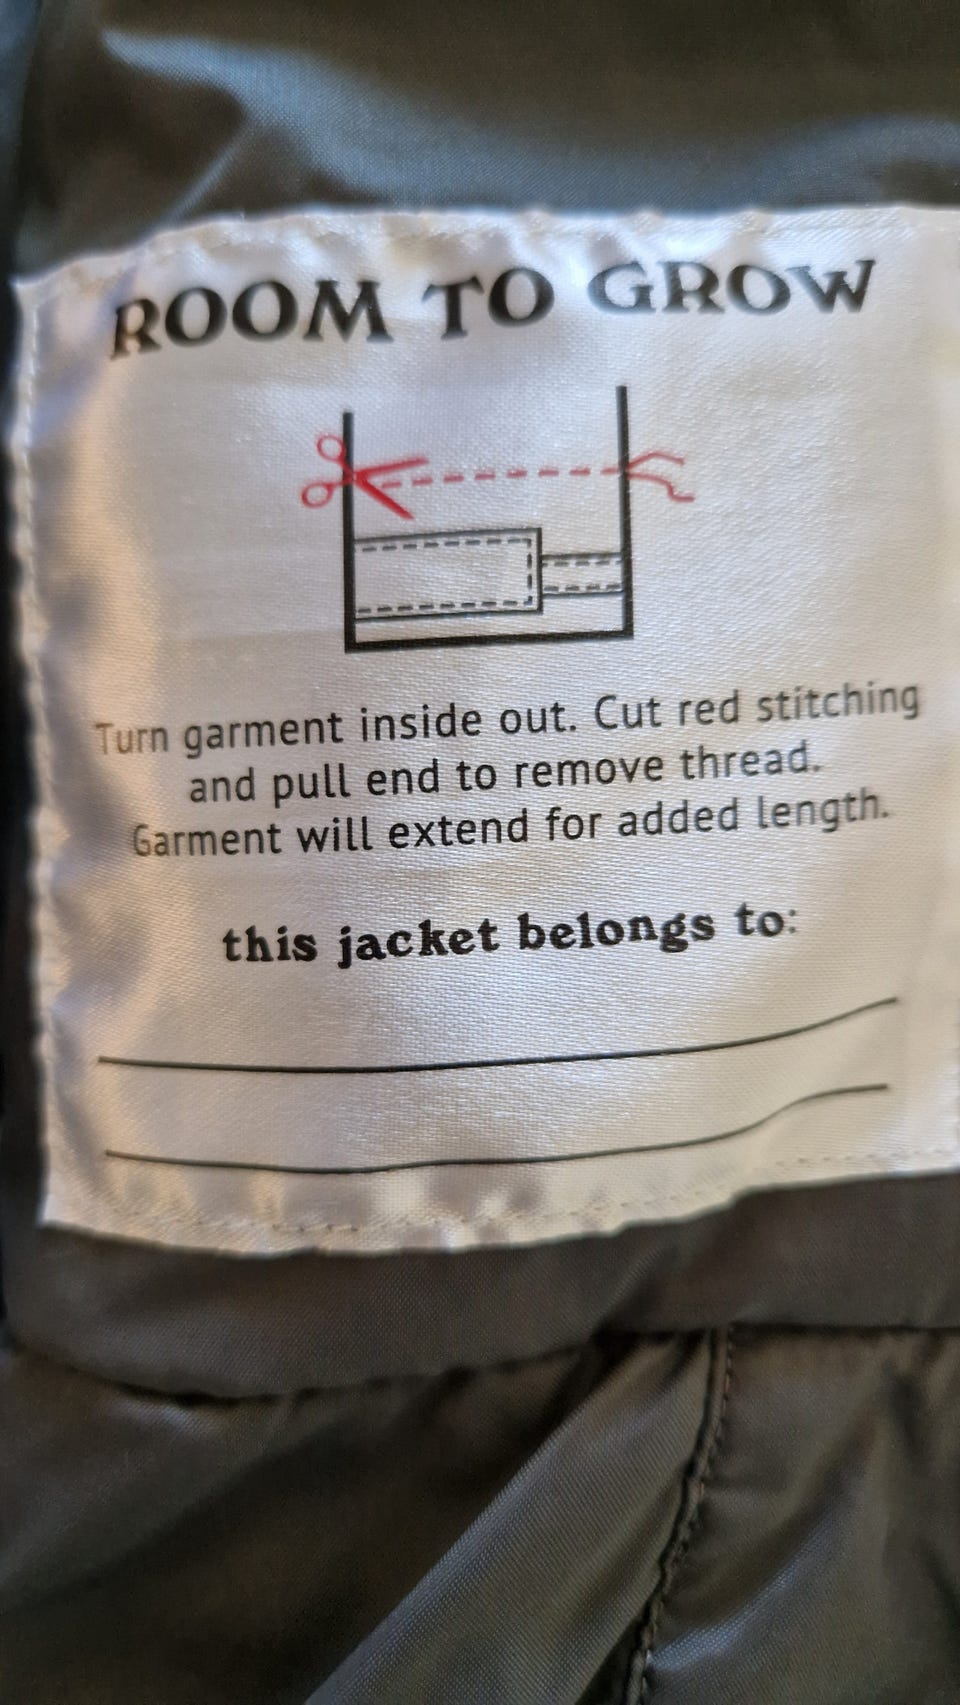 ROOM TO GROW
Turn garment inside out. Cut red stitching
and pull end to remove thread.
Garment will extend for added length.
this jacket belongs to: